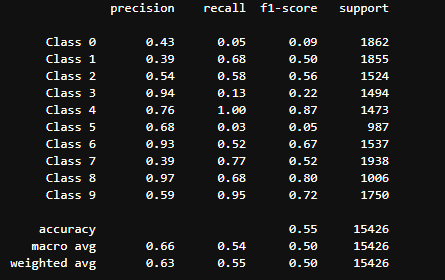 precision recall f1-score support
Class 0 0.43 0.05 0.09 1862
Class 1 0.39 0.68 0.50 1855
Class 2 0.54 0.58 0.56 1524
Class 3 0.94 0.13 0.22 1494
Class 4 0.76 1.00 0.87 1473
Class 5 0.68 0.03 0.05 987
Class 6 0.93 0.52 0.67 1537
Class 7 0.39 0.77 0.52 1938
Class 8 0.97 0.68 0.80 1006
Class 9 0.59 0.95 0.72 1750
accuracy 0.55 15426
macro avg 0.66 0.54 0.50 15426
weighted avg 0.63 0.55 0.50 15426